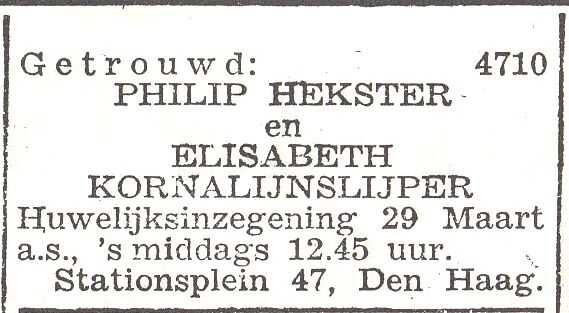 Getrouwd: 4710
PHILIP HEKSTER
en
ELISABETH
KORNALIJNSLIJPER
Huwelijksinzegening 29 Maart
a.s., 's middags 12.45 uur.
Stationsplein 47, Den Haag.